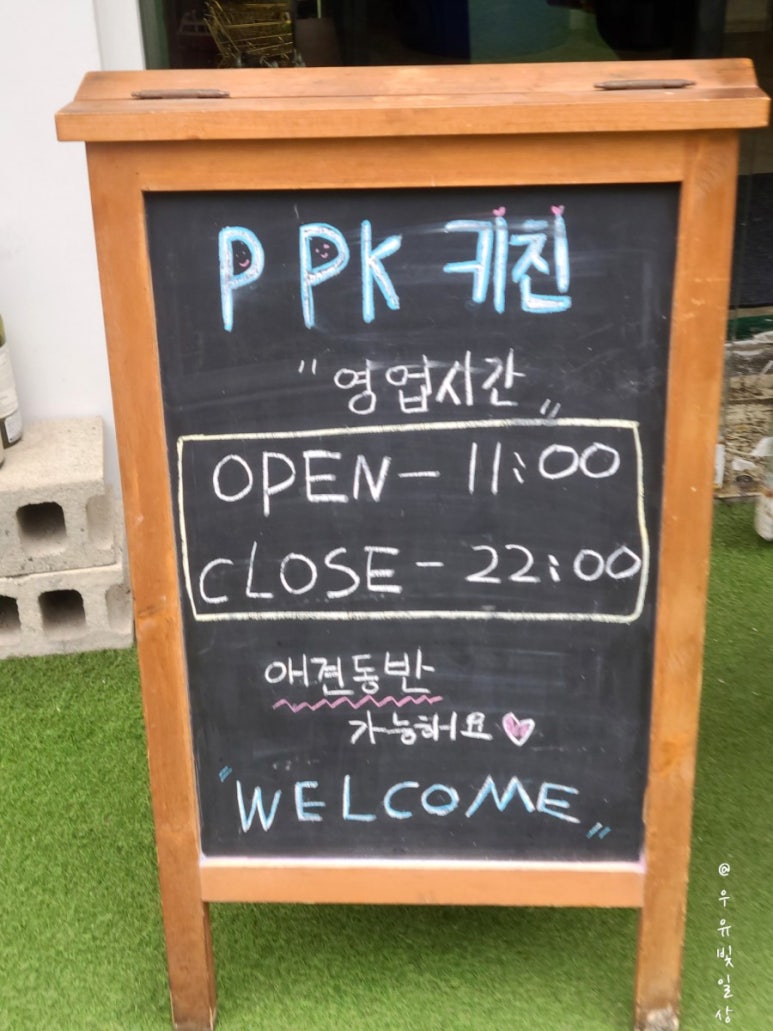 PPK 키친
"영업시간"
OPEN - 11:00
CLOSE - 22:00
애견동반
가능해요
"WELCOME"
@우유빛일상